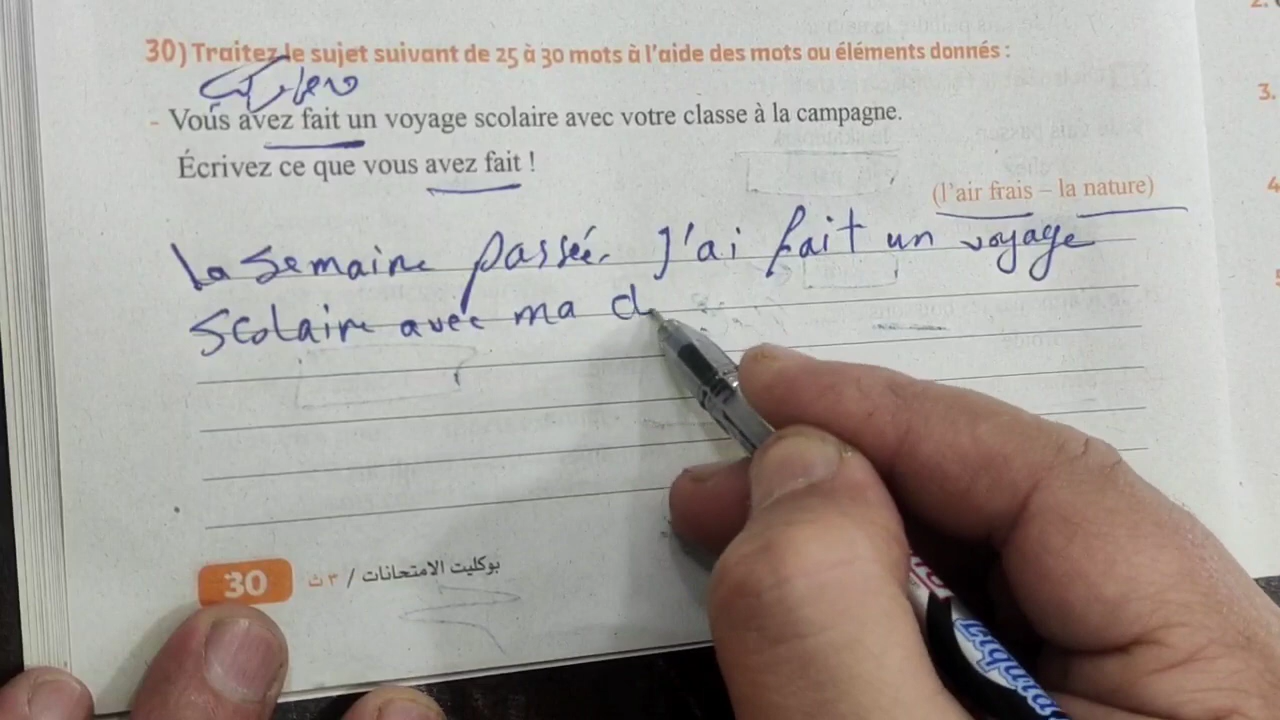 30) Traitez le sujet suivant de 25 à 30 mots à l'aide des mots ou éléments donnés :
- Vous avez fait un voyage scolaire avec votre classe à la campagne.
Écrivez ce que vous avez fait !
(l'air frais – la nature)
La semaine passée J'ai fait un voyage
Scolaire avec ma cl
30
بوكليت الامتحانات / ٣ ث
3.
4